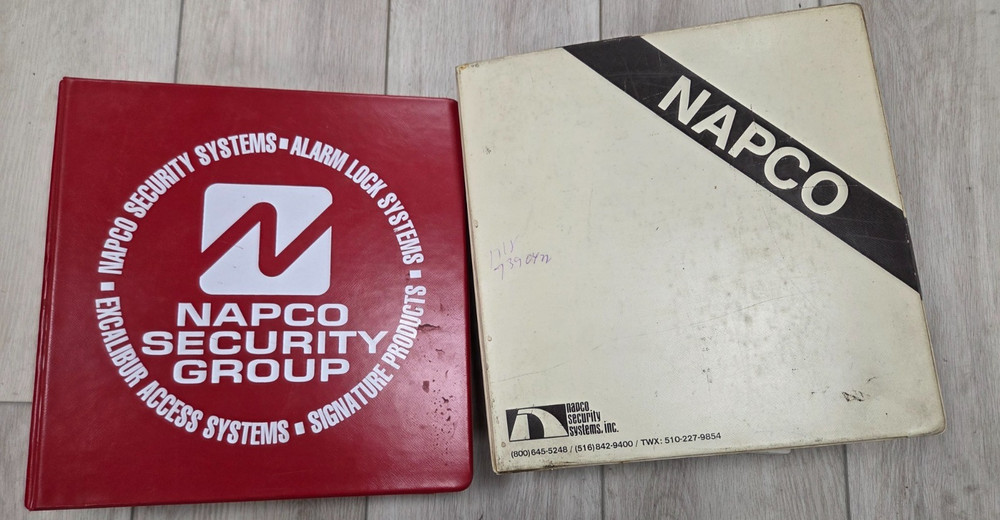 NAPCO SECURITY SYSTEMS ▪ ALARM LOCK SYSTEMS ▪
SIGNATURE PRODUCTS ▪ EXCALIBUR ACCESS SYSTEMS ▪
NAPCO
SECURITY
GROUP
NAPCO
napco
security
systems, inc.
(800) 645-5248 / (516) 842-9400 / TWX: 510-227-9854